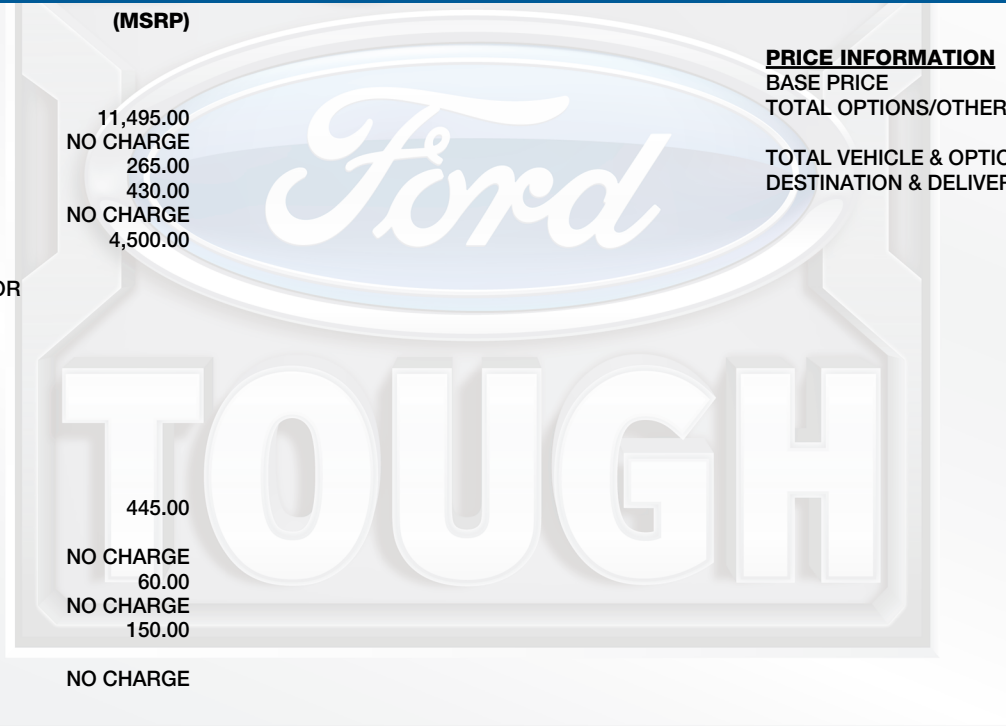 (MSRP)
11,495.00
NO CHARGE
265.00
430.00
NO CHARGE
4,500.00
OR
445.00
NO CHARGE
60.00
NO CHARGE
150.00
NO CHARGE
PRICE INFORMATION
BASE PRICE
TOTAL OPTIONS/OTHER
TOTAL VEHICLE & OPTIO
DESTINATION & DELIVER
Ford
TOUGH